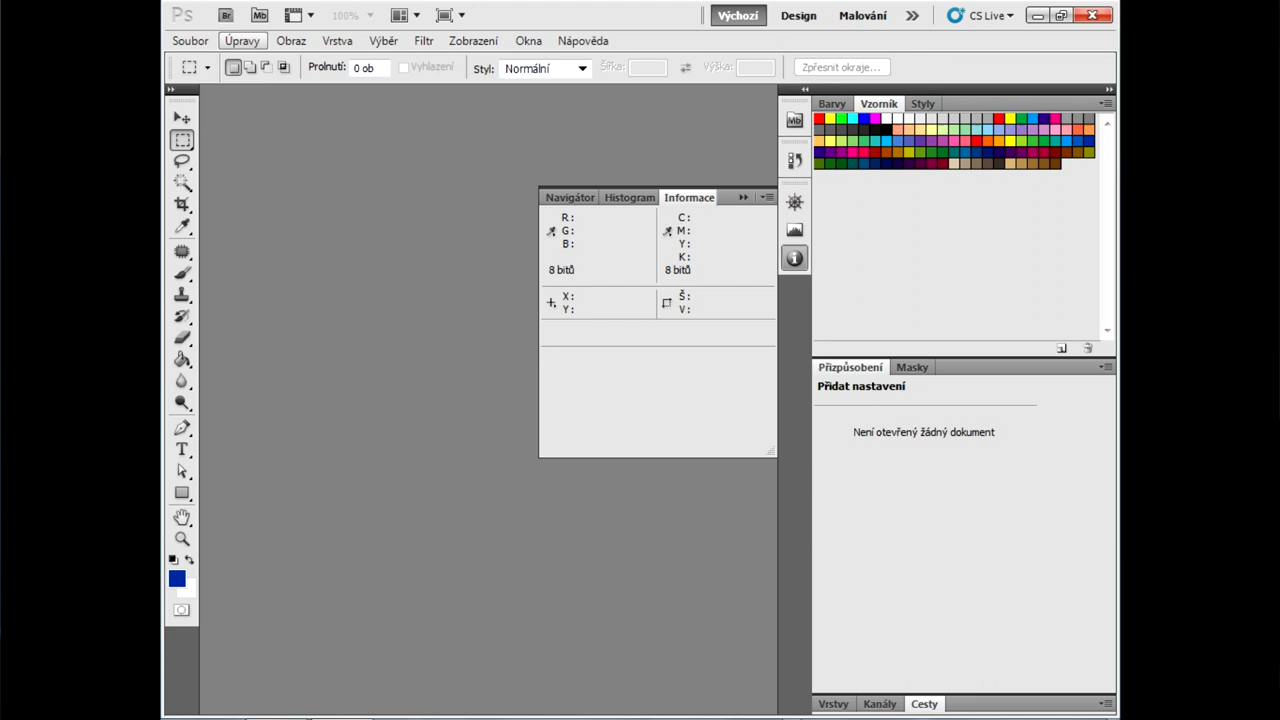 Ps Br Mb 100% Výchozí Design Malování CS Live
Soubor Úpravy Obraz Vrstva Výběr Filtr Zobrazení Okna Nápověda
Prolnutí: 0 ob Vyhlazení Styl: Normální Šířka: Výška: Zpřesnit okraje...
Mb
Barvy Vzorník Styly
Navigátor Histogram Informace
R: C:
G: M:
B: Y:
K:
8 bitů 8 bitů
X: Š:
Y: V:
T
Přizpůsobení Masky
Přidat nastavení
Není otevřený žádný dokument
Vrstvy Kanály Cesty